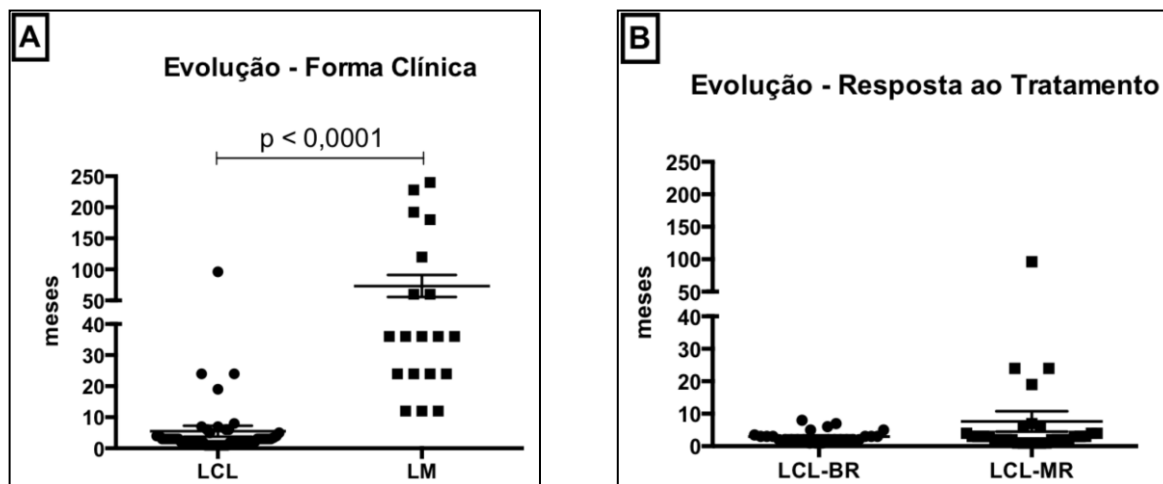 A
Evolução - Forma Clínica
p < 0,0001
250
200
150
100
50
40
30
20
10
0
meses
LCL
LM
B
Evolução - Resposta ao Tratamento
250
200
150
100
50
40
30
20
10
0
meses
LCL-BR
LCL-MR